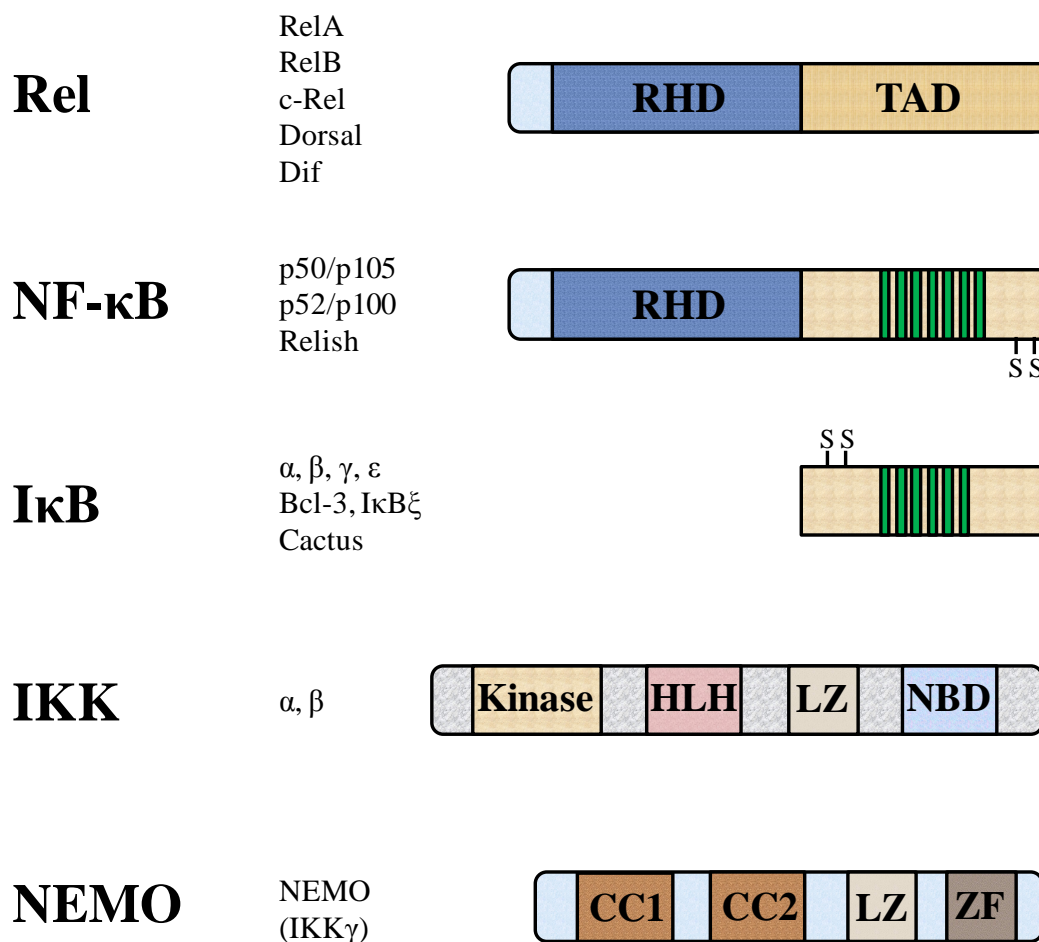 Rel
RelA
RelB
c-Rel
Dorsal
Dif
RHD TAD
NF-κB
p50/p105
p52/p100
Relish
RHD
S S
IκB
α, β, γ, ε
Bcl-3, IκBξ
Cactus
S S
IKK
α, β
Kinase HLH LZ NBD
NEMO
NEMO
(IKKγ)
CC1 CC2 LZ ZF